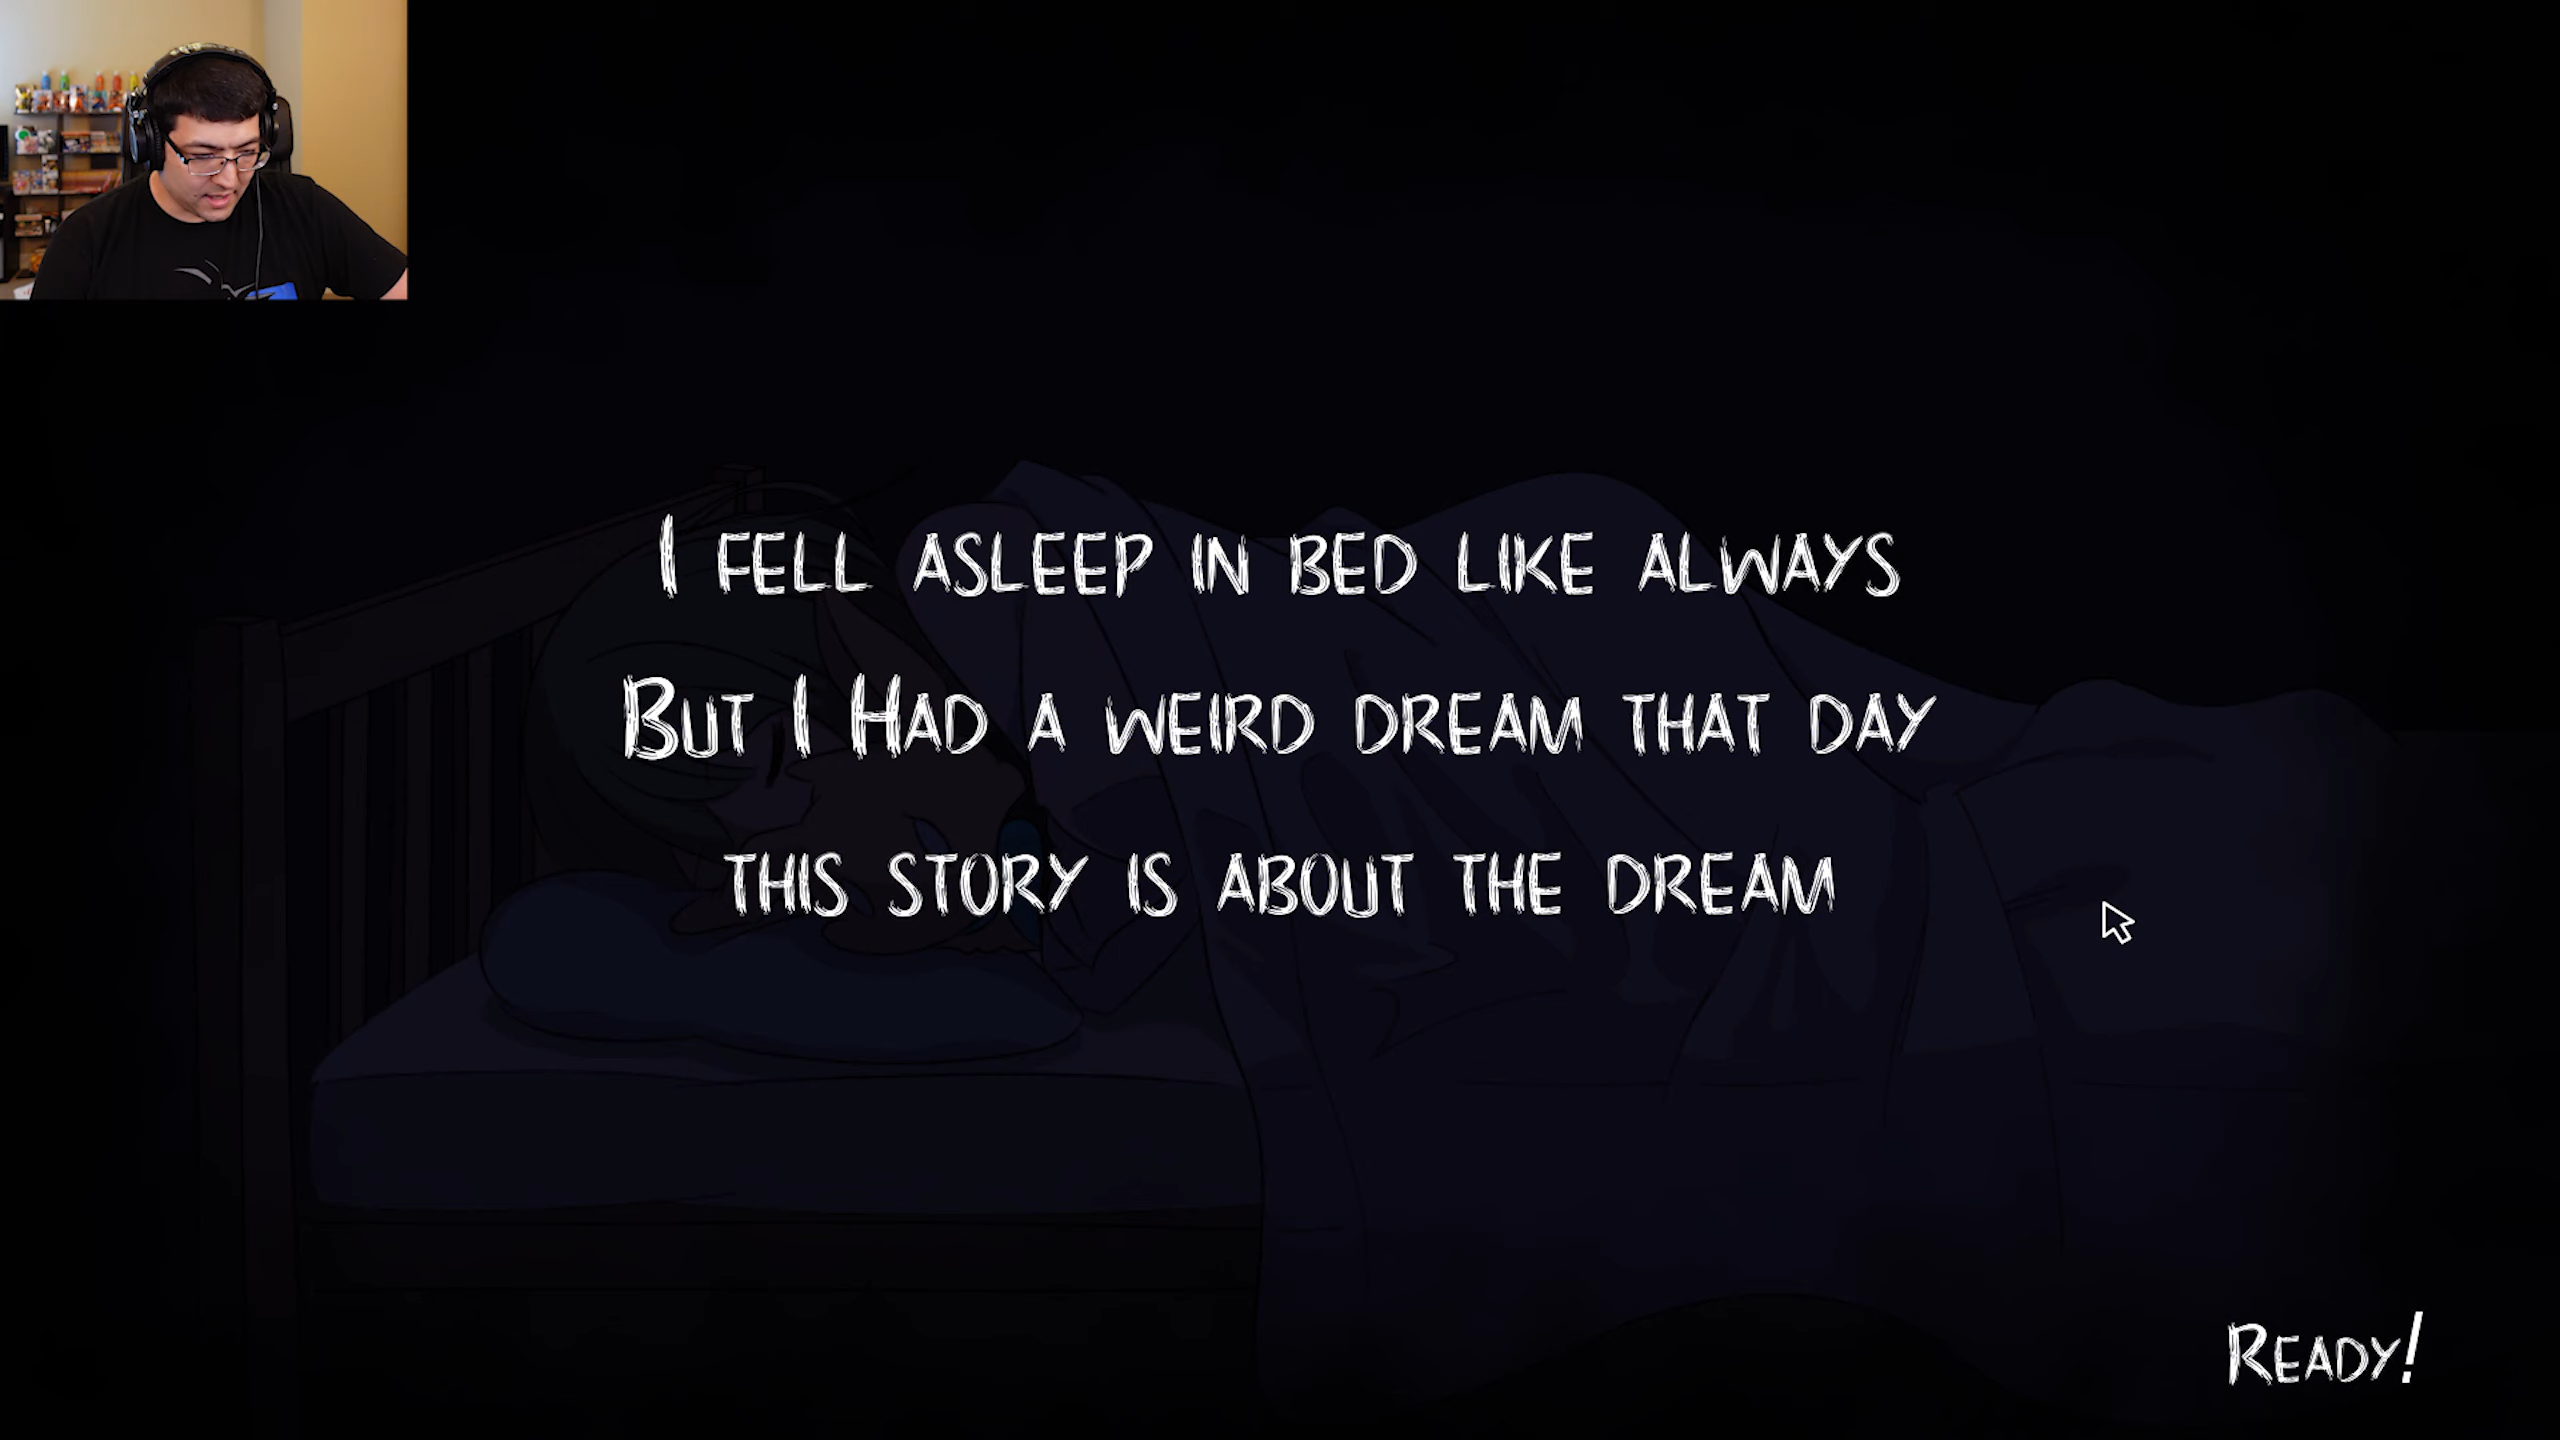 I fell asleep in bed like always
But I Had a weird dream that day
this story is about the dream
Ready!